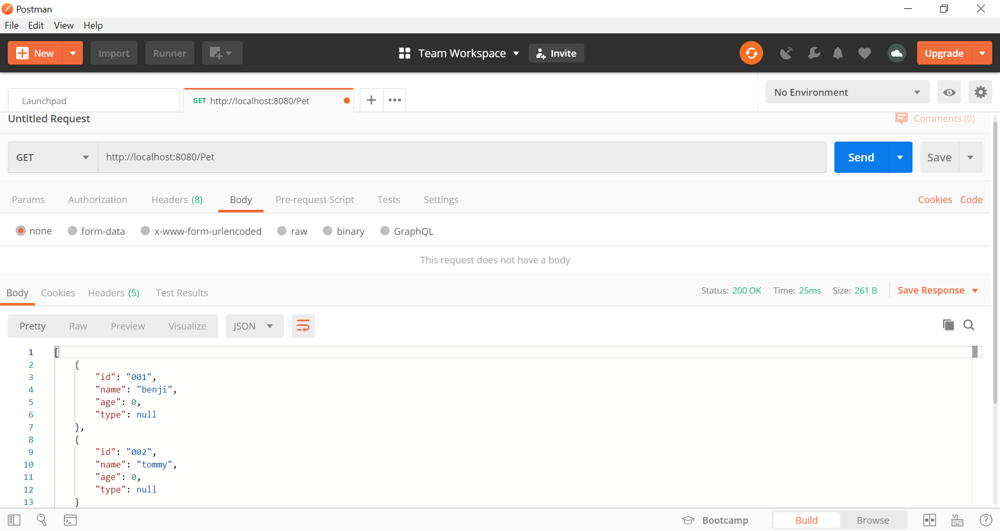 Postman
File Edit View Help
New Import Runner Team Workspace Invite Upgrade
Launchpad GET http://localhost:8080/Pet No Environment
Untitled Request Comments (0)
GET http://localhost:8080/Pet Send Save
Params Authorization Headers (8) Body Pre-request Script Tests Settings Cookies Code
none form-data x-www-form-urlencoded raw binary GraphQL
This request does not have a body
Body Cookies Headers (5) Test Results Status: 200 OK Time: 25ms Size: 261 B Save Response
Pretty Raw Preview Visualize JSON
1 [
2 {
3 "id": "001",
4 "name": "benji",
5 "age": 0,
6 "type": null
7 },
8 {
9 "id": "002",
10 "name": "tommy",
11 "age": 0,
12 "type": null
13 }
Bootcamp Build Browse